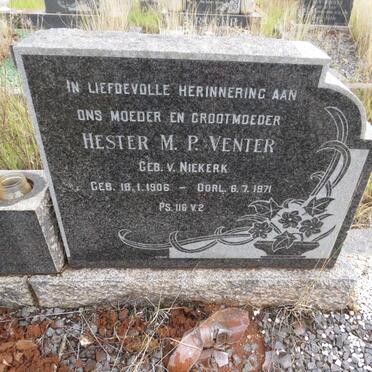 IN LIEFDEVOLLE HERINNERING AAN
ONS MOEDER EN GROOTMOEDER
HESTER M. P. VENTER
GEB. V. NIEKERK
GEB. 18.1.1906 – OORL. 6.7.1971
PS. 116 V. 2